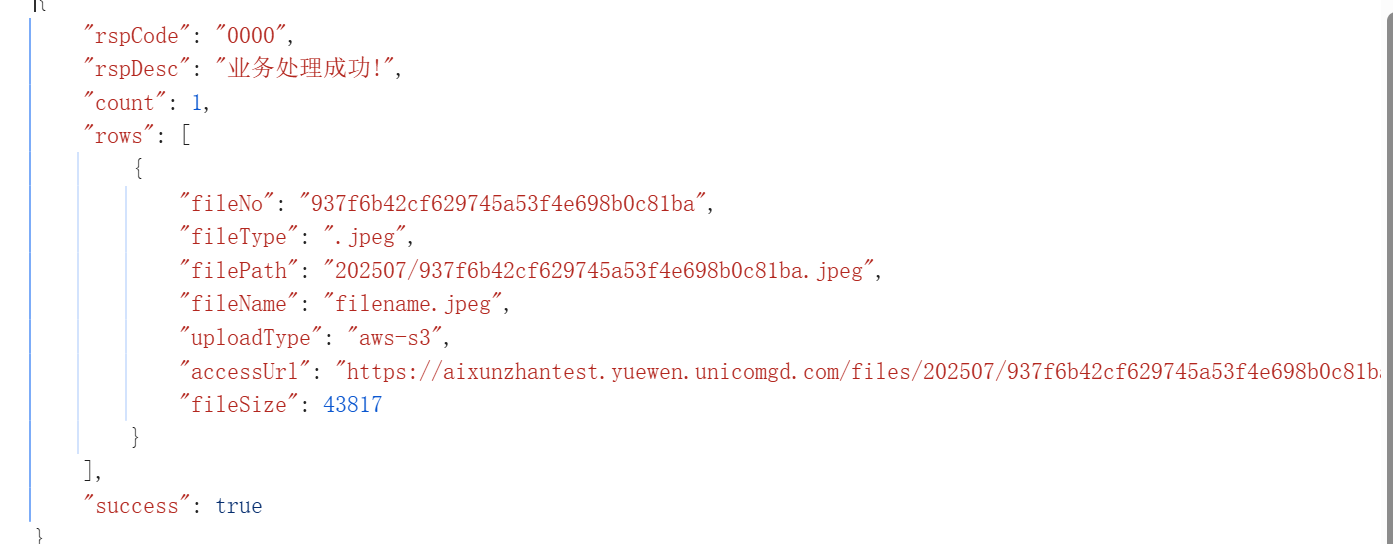 {
"rspCode": "0000",
"rspDesc": "业务处理成功!",
"count": 1,
"rows": [
{
"fileNo": "937f6b42cf629745a53f4e698b0c81ba",
"fileType": ".jpeg",
"filePath": "202507/937f6b42cf629745a53f4e698b0c81ba.jpeg",
"fileName": "filename.jpeg",
"uploadType": "aws-s3",
"accessUrl": "https://aixunzhantest.yuewen.unicomgd.com/files/202507/937f6b42cf629745a53f4e698b0c81ba
"fileSize": 43817
}
],
"success": true
}